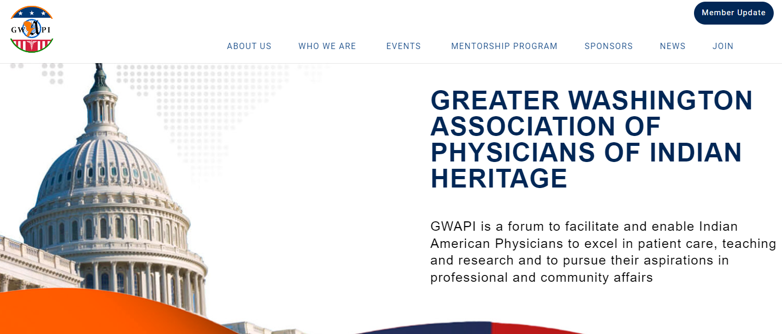 Member Update
GWAPI
ABOUT US WHO WE ARE EVENTS MENTORSHIP PROGRAM SPONSORS NEWS JOIN
GREATER WASHINGTON
ASSOCIATION OF
PHYSICIANS OF INDIAN
HERITAGE
GWAPI is a forum to facilitate and enable Indian
American Physicians to excel in patient care, teaching
and research and to pursue their aspirations in
professional and community affairs